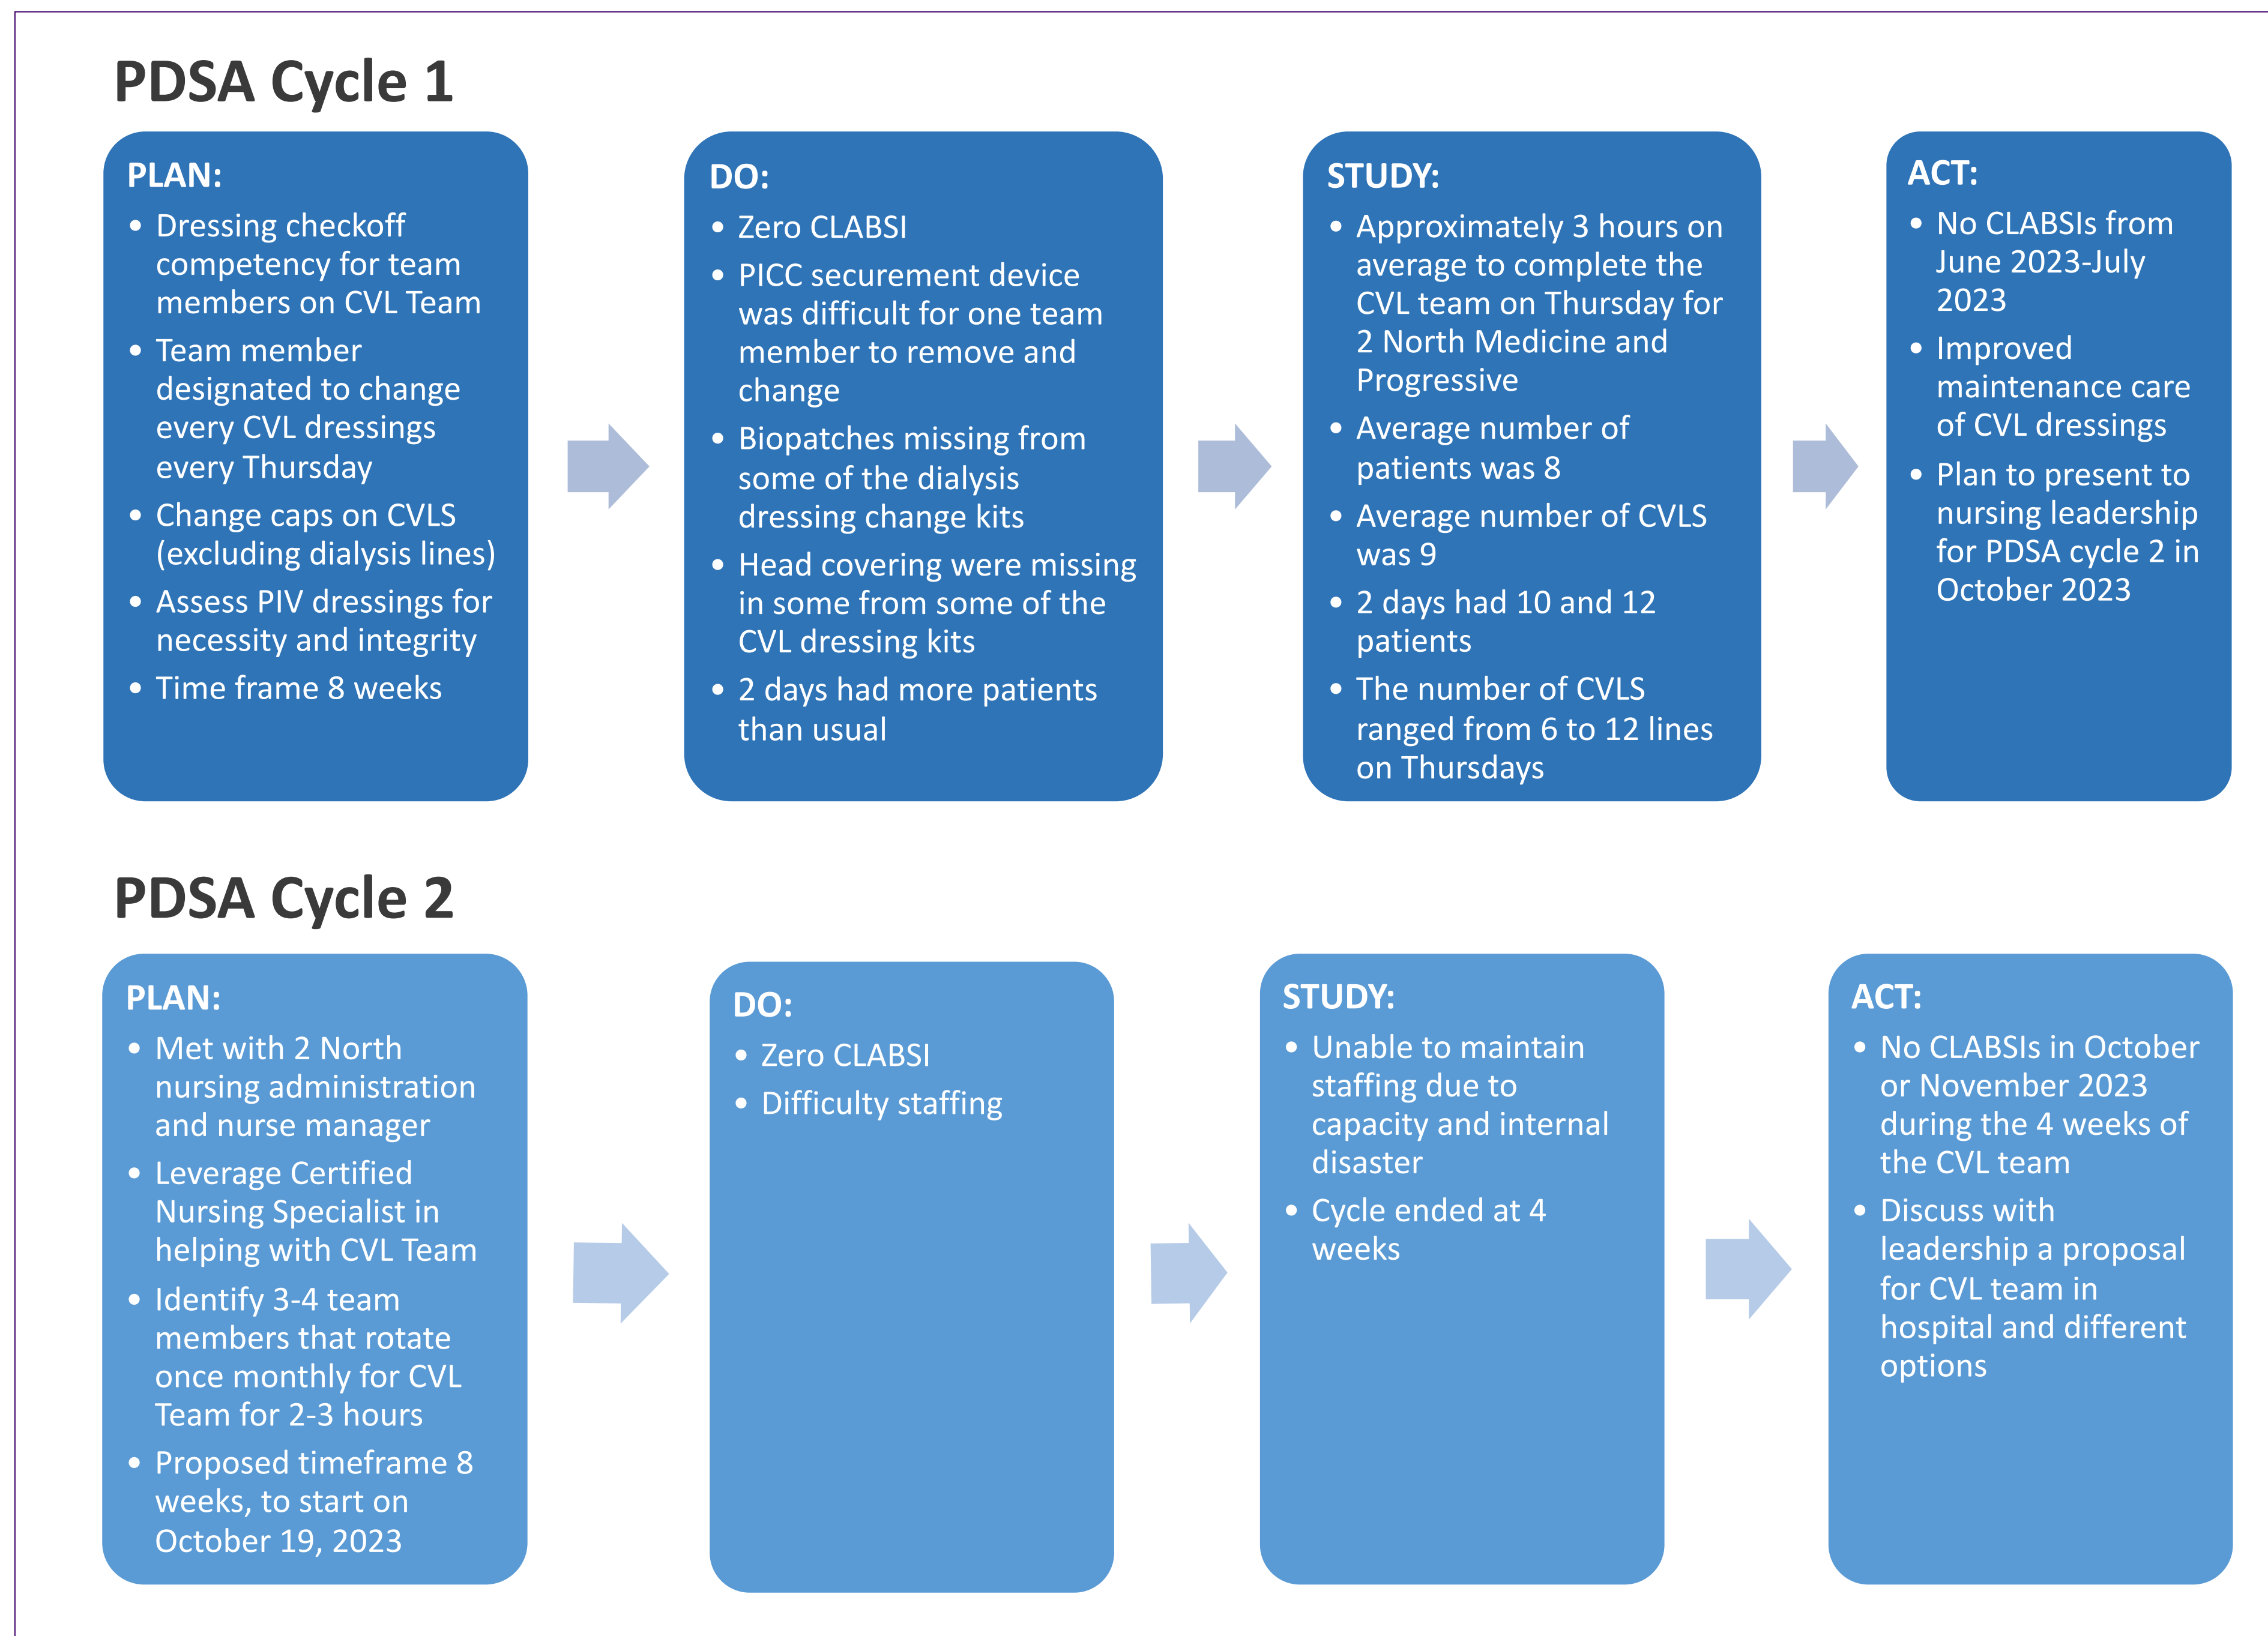 PDSA Cycle 1
PLAN:
• Dressing checkoff
competency for team
members on CVL Team
• Team member
designated to change
every CVL dressings
every Thursday
• Change caps on CVLS
(excluding dialysis lines)
• Assess PIV dressings for
necessity and integrity
• Time frame 8 weeks
DO:
• Zero CLABSI
• PICC securement device
was difficult for one team
member to remove and
change
• Biopatches missing from
some of the dialysis
dressing change kits
• Head covering were missing
in some from some of the
CVL dressing kits
• 2 days had more patients
than usual
STUDY:
• Approximately 3 hours on
average to complete the
CVL team on Thursday for
2 North Medicine and
Progressive
• Average number of
patients was 8
• Average number of CVLS
was 9
• 2 days had 10 and 12
patients
• The number of CVLS
ranged from 6 to 12 lines
on Thursdays
ACT:
• No CLABSIs from
June 2023-July
2023
• Improved
maintenance care
of CVL dressings
• Plan to present to
nursing leadership
for PDSA cycle 2 in
October 2023
PDSA Cycle 2
PLAN:
• Met with 2 North
nursing administration
and nurse manager
• Leverage Certified
Nursing Specialist in
helping with CVL Team
• Identify 3-4 team
members that rotate
once monthly for CVL
Team for 2-3 hours
• Proposed timeframe 8
weeks, to start on
October 19, 2023
DO:
• Zero CLABSI
• Difficulty staffing
STUDY:
• Unable to maintain
staffing due to
capacity and internal
disaster
• Cycle ended at 4
weeks
ACT:
• No CLABSIs in October
or November 2023
during the 4 weeks of
the CVL team
• Discuss with
leadership a proposal
for CVL team in
hospital and different
options